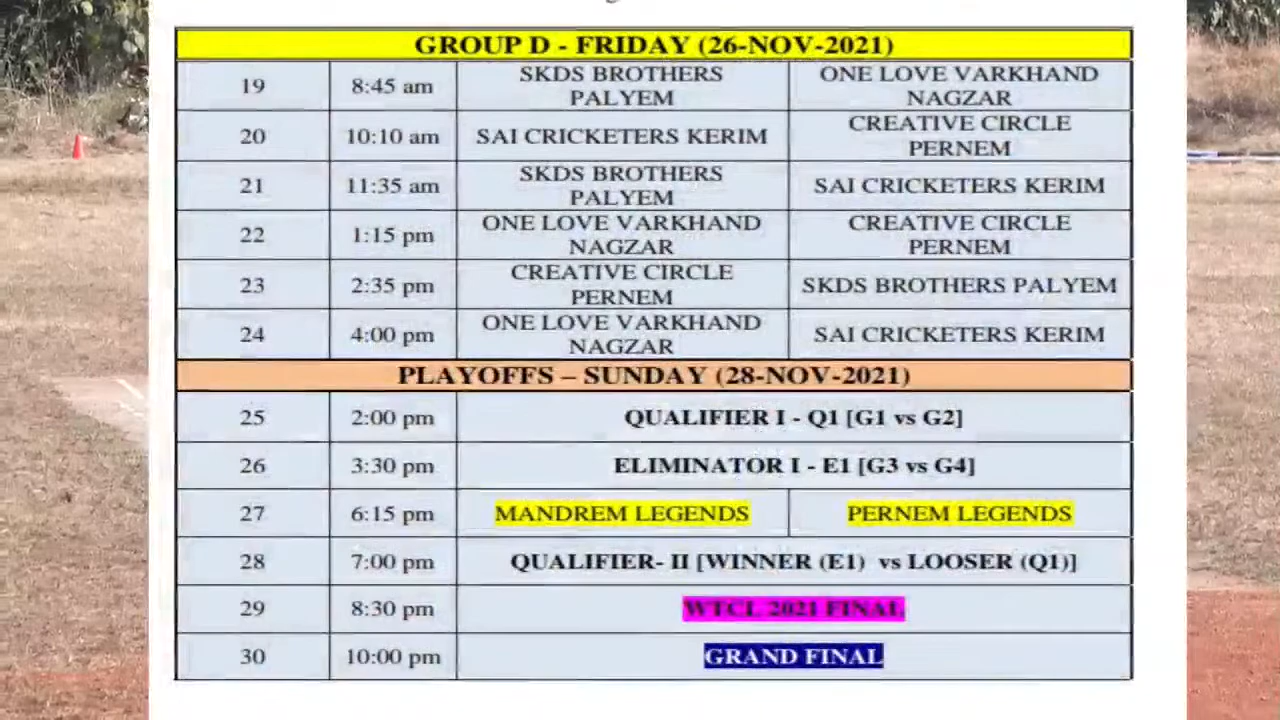 GROUP D - FRIDAY (26-NOV-2021)
19 8:45 am SKDS BROTHERS PALYEM ONE LOVE VARKHAND NAGZAR
20 10:10 am SAI CRICKETERS KERIM CREATIVE CIRCLE PERNEM
21 11:35 am SKDS BROTHERS PALYEM SAI CRICKETERS KERIM
22 1:15 pm ONE LOVE VARKHAND NAGZAR CREATIVE CIRCLE PERNEM
23 2:35 pm CREATIVE CIRCLE PERNEM SKDS BROTHERS PALYEM
24 4:00 pm ONE LOVE VARKHAND NAGZAR SAI CRICKETERS KERIM
PLAYOFFS – SUNDAY (28-NOV-2021)
25 2:00 pm QUALIFIER I - Q1 [G1 vs G2]
26 3:30 pm ELIMINATOR I - E1 [G3 vs G4]
27 6:15 pm MANDREM LEGENDS PERNEM LEGENDS
28 7:00 pm QUALIFIER- II [WINNER (E1) vs LOOSER (Q1)]
29 8:30 pm WTCL 2021 FINAL
30 10:00 pm GRAND FINAL